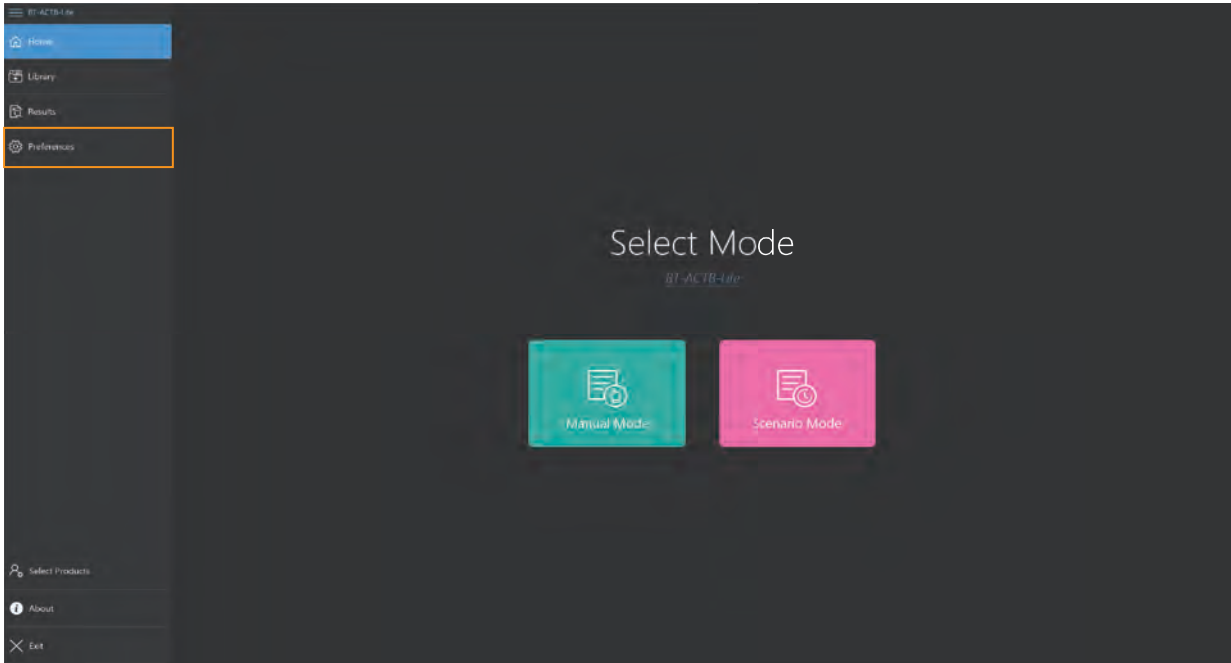 BT-ACTB-Lite
Home
Library
Results
Preferences
Select Mode
BT-ACTB-Life
Manual Mode
Scenario Mode
Select Products
About
Exit